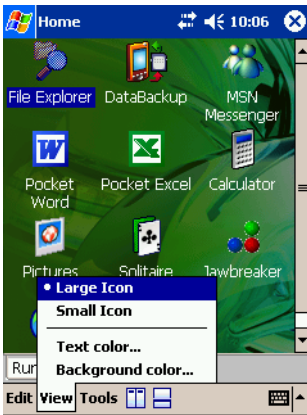 Home 10:06
File Explorer DataBackup MSN Messenger
Pocket Word Pocket Excel Calculator
Pictures Solitaire Jawbreaker
Large Icon
Small Icon
Text color...
Background color...
Run
Edit View Tools